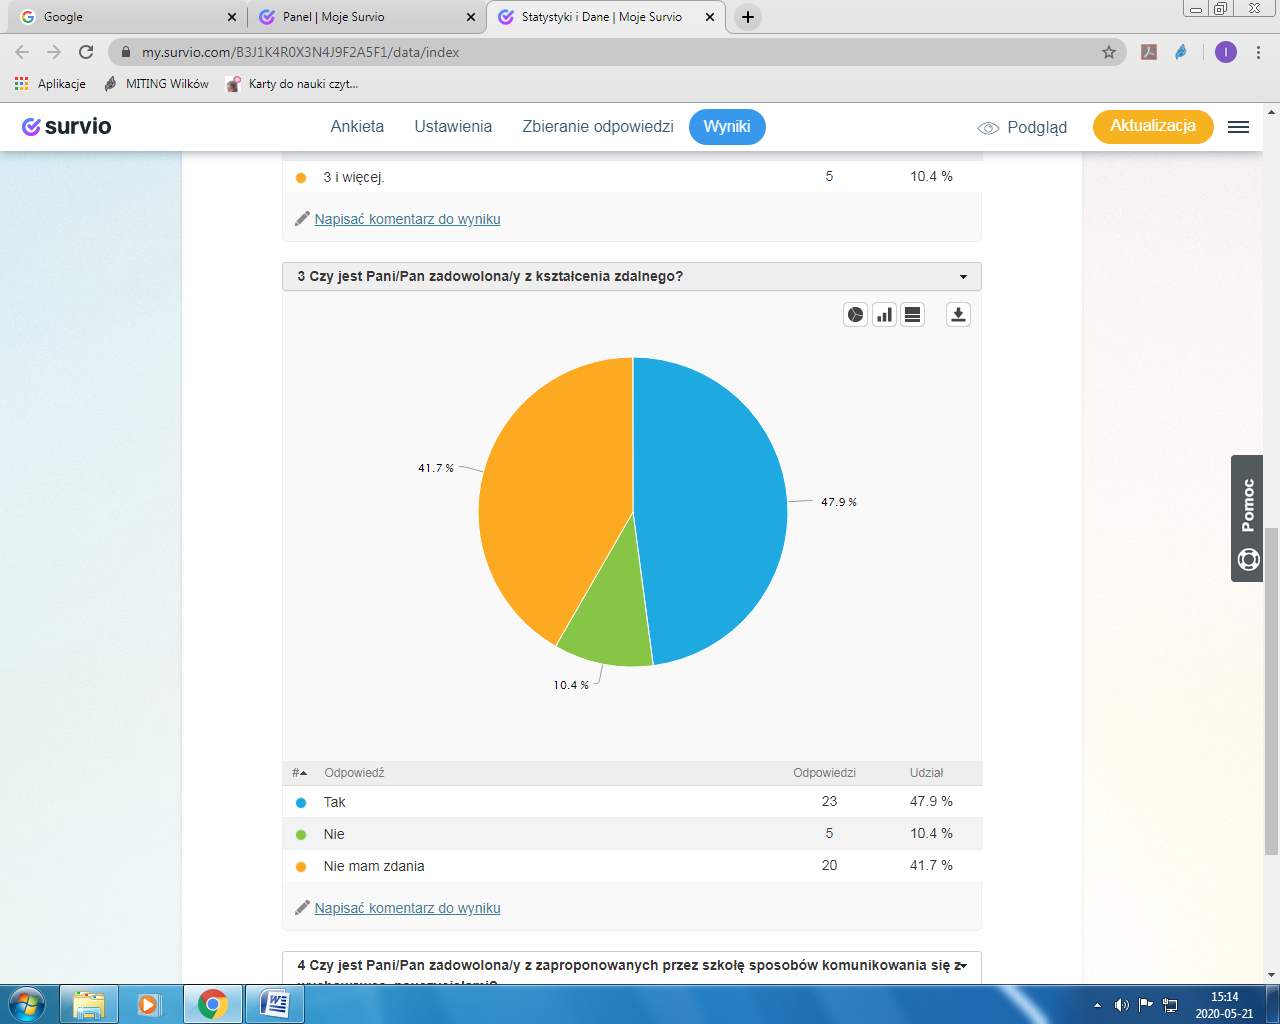 Google
Panel | Moje Survio
Statystyki i Dane | Moje Survio
my.survio.com/B3J1K4R0X3N4J9F2A5F1/data/index
I
Aplikacje
MITING Wilków
Karty do nauki czyt...
survio
Ankieta
Ustawienia
Zbieranie odpowiedzi
Wyniki
Podgląd
Aktualizacja
3 i więcej. 5 10.4 %
Napisać komentarz do wyniku
3 Czy jest Pani/Pan zadowolona/y z kształcenia zdalnego?
41.7 %
47.9 %
10.4 %
Pomoc
# Odpowiedź Odpowiedzi Udział
Tak 23 47.9 %
Nie 5 10.4 %
Nie mam zdania 20 41.7 %
Napisać komentarz do wyniku
4 Czy jest Pani/Pan zadowolona/y z zaproponowanych przez szkołę sposobów komunikowania się z
15:14
2020-05-21